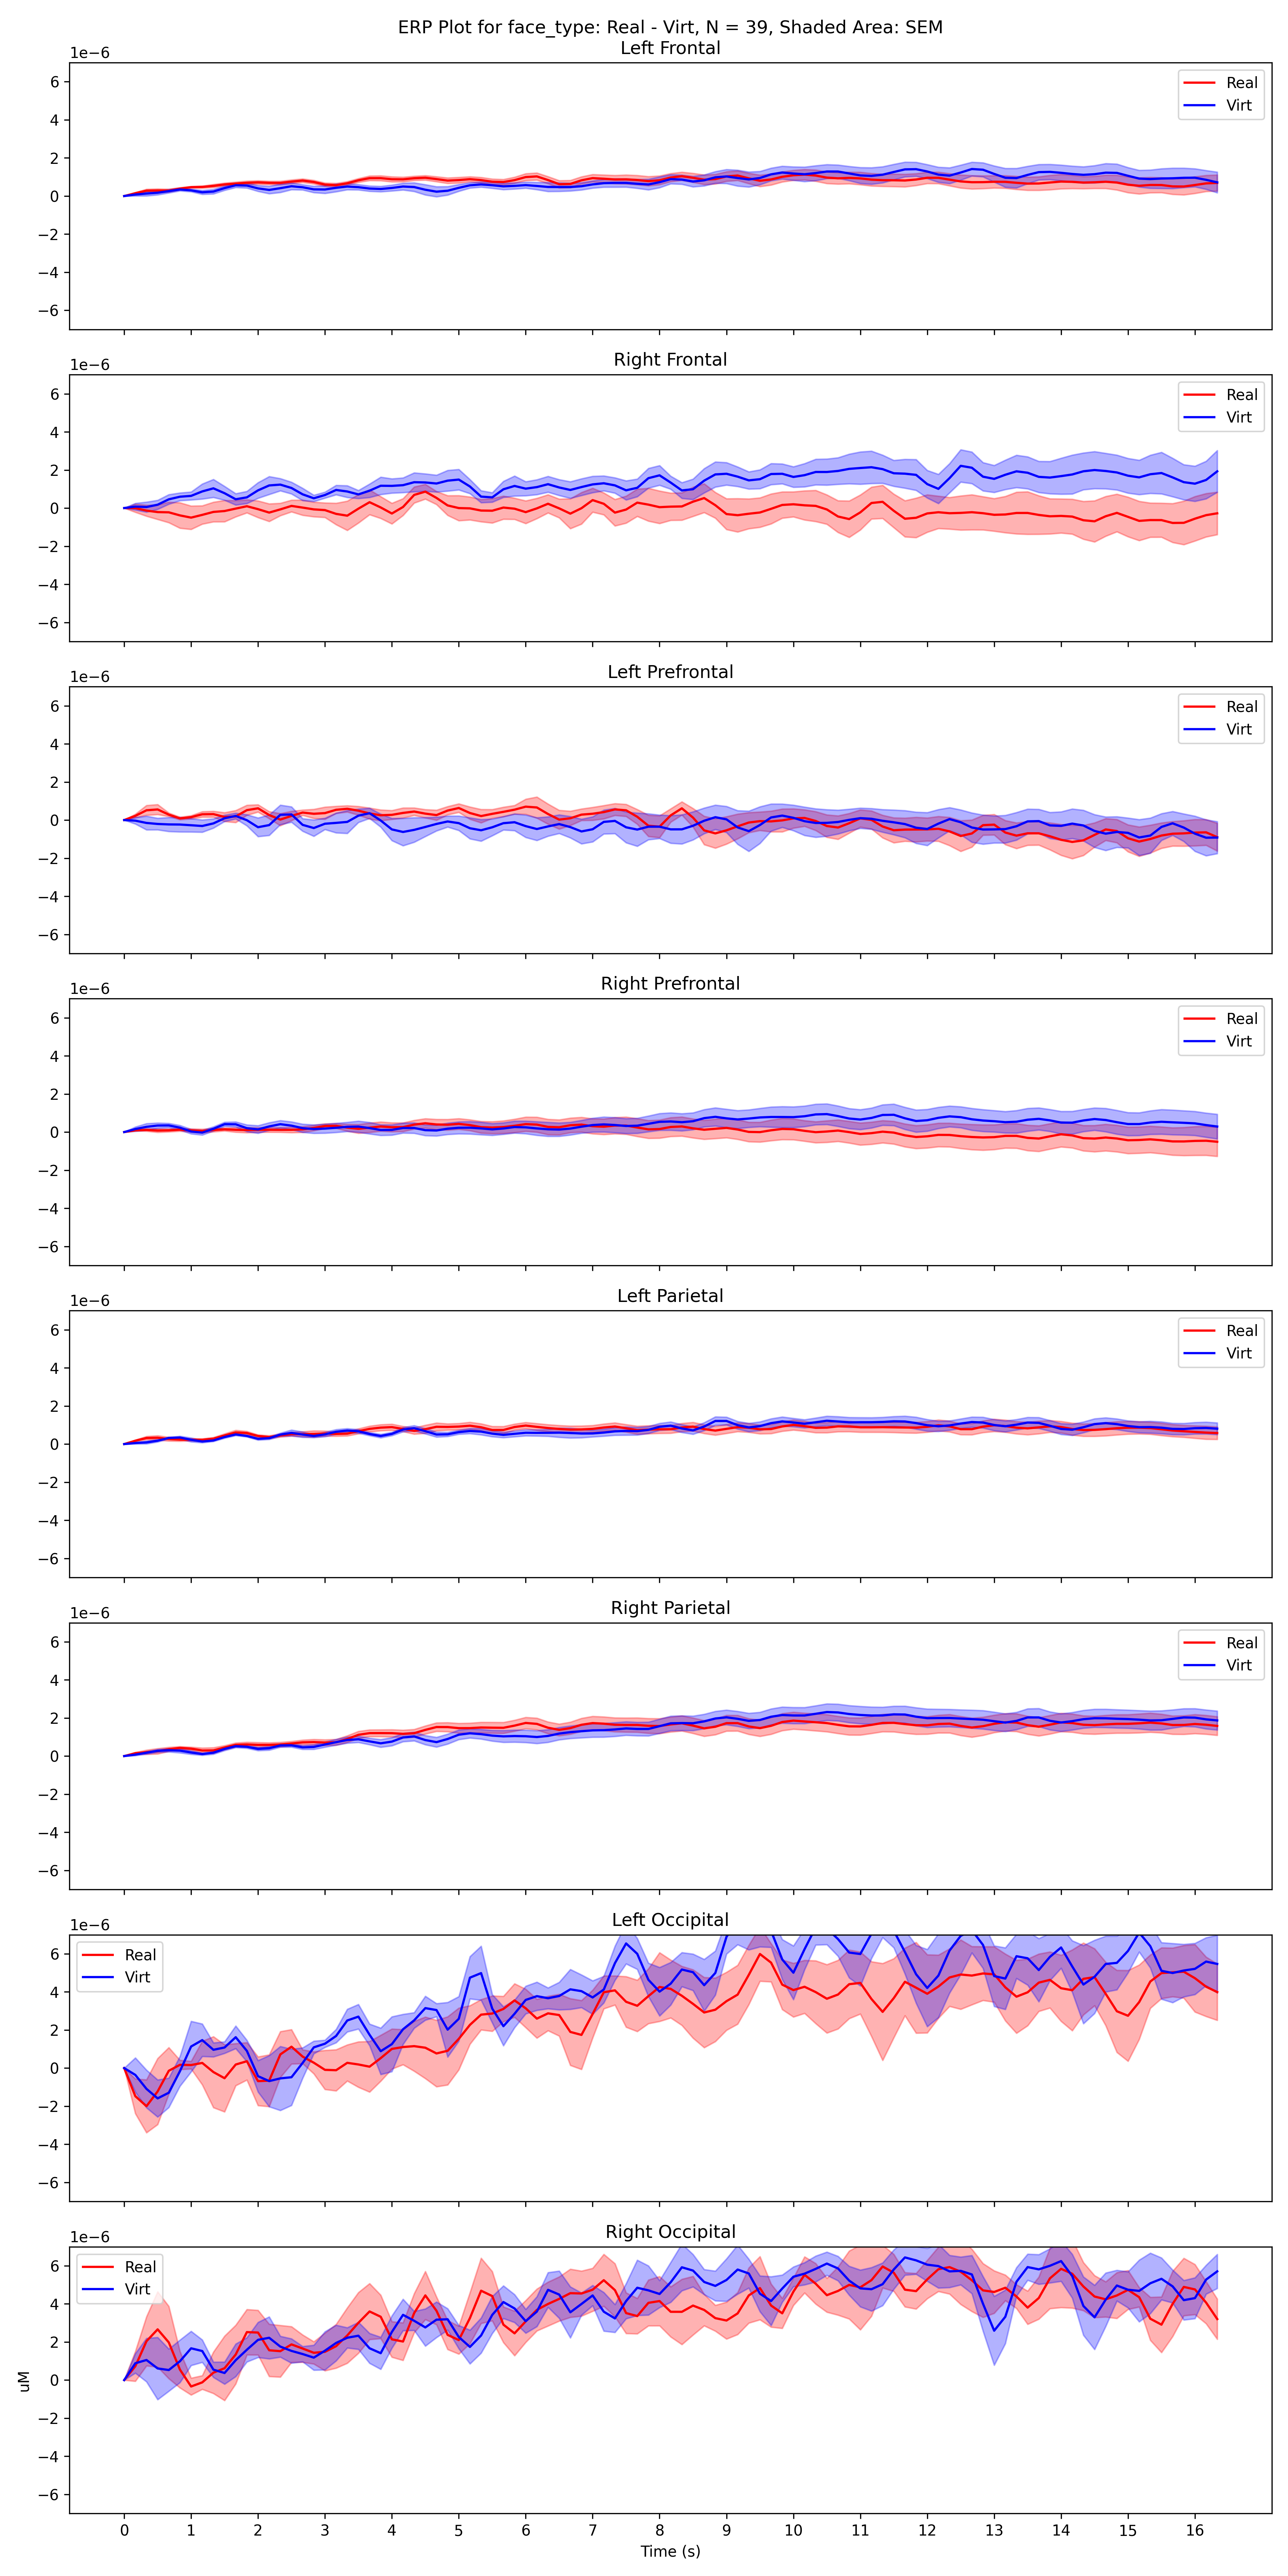 ERP Plot for face_type: Real - Virt, N = 39, Shaded Area: SEM
Left Frontal
1e−6
Real
Virt
6
4
2
0
−2
−4
−6
Right Frontal
1e−6
Real
Virt
6
4
2
0
−2
−4
−6
Left Prefrontal
1e−6
Real
Virt
6
4
2
0
−2
−4
−6
Right Prefrontal
1e−6
Real
Virt
6
4
2
0
−2
−4
−6
Left Parietal
1e−6
Real
Virt
6
4
2
0
−2
−4
−6
Right Parietal
1e−6
Real
Virt
6
4
2
0
−2
−4
−6
Left Occipital
1e−6
Real
Virt
6
4
2
0
−2
−4
−6
Right Occipital
1e−6
Real
Virt
6
4
2
0
−2
−4
−6
uM
0 1 2 3 4 5 6 7 8 9 10 11 12 13 14 15 16
Time (s)